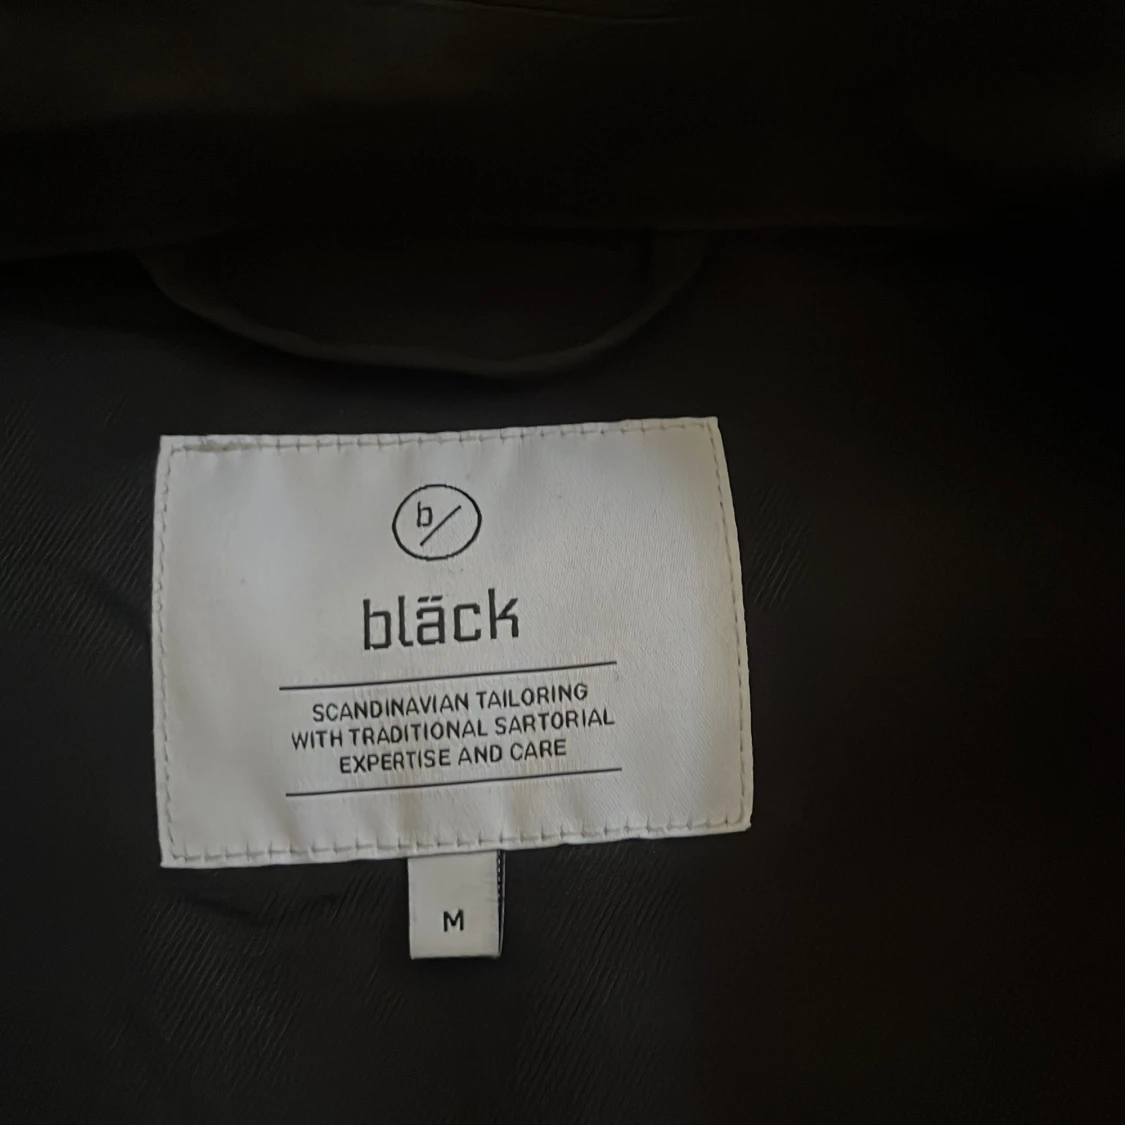 b/
bläck
SCANDINAVIAN TAILORING
WITH TRADITIONAL SARTORIAL
EXPERTISE AND CARE
M